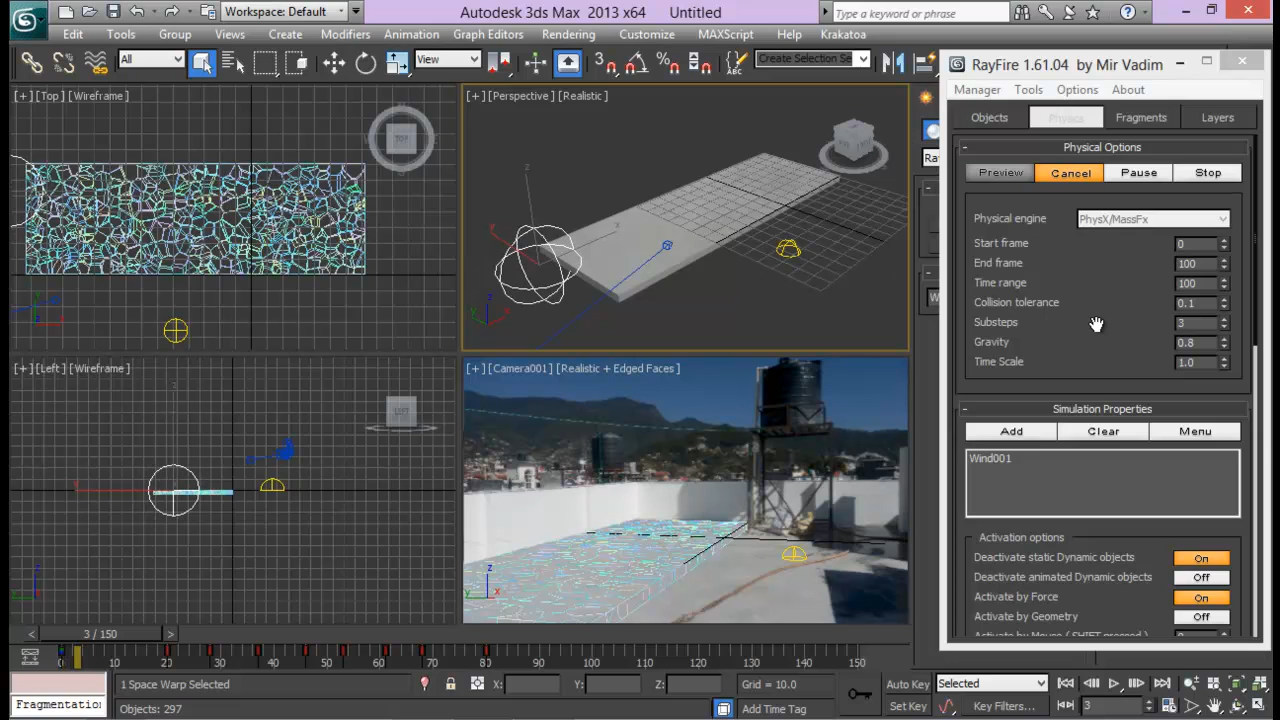 Workspace: Default
Autodesk 3ds Max 2013 x64 Untitled
Type a keyword or phrase
Edit Tools Group Views Create Modifiers Animation Graph Editors Rendering Customize MAXScript Help Krakatoa
All
View
Create Selection Se
[+] [Top] [Wireframe]
TOP
[+] [Perspective] [Realistic]
[+] [Left] [Wireframe]
LEFT
[+] [Camera001] [Realistic + Edged Faces]
RayFire 1.61.04 by Mir Vadim
Manager Tools Options About
Objects Physics Fragments Layers
- Physical Options
Preview Cancel Pause Stop
Physical engine PhysX/MassFx
Start frame 0
End frame 100
Time range 100
Collision tolerance 0.1
Substeps 3
Gravity 0.8
Time Scale 1.0
- Simulation Properties
Add Clear Menu
Wind001
Activation options
Deactivate static Dynamic objects On
Deactivate animated Dynamic objects Off
Activate by Force On
Activate by Geometry Off
Activate by Mouse ( SHIFT pressed )
< 3 / 150 >
0 10 20 30 40 50 60 70 80 90 100 110 120 130 140 150
1 Space Warp Selected X: Y: Z: Grid = 10.0 Auto Key Selected
Fragmentation
Objects: 297 Add Time Tag Set Key Key Filters... 3